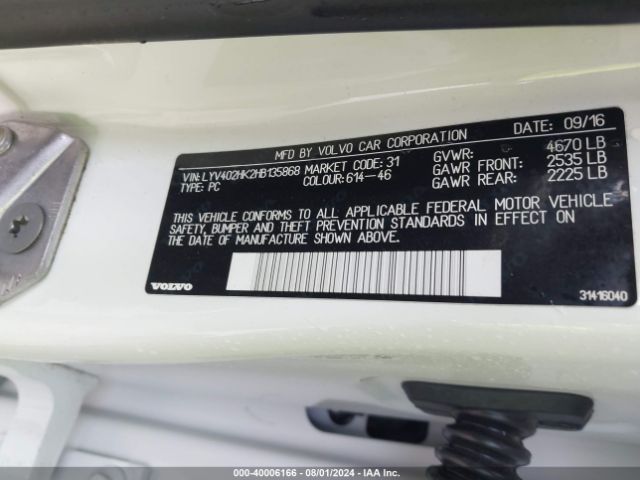 MFD BY VOLVO CAR CORPORATION DATE: 09/16
VIN:LYV402HK2HB135868 MARKET CODE: 31 GVWR: 4670 LB
TYPE: PC COLOUR:614-46 GAWR FRONT: 2535 LB
GAWR REAR: 2225 LB
THIS VEHICLE CONFORMS TO ALL APPLICABLE FEDERAL MOTOR VEHICLE
SAFETY, BUMPER AND THEFT PREVENTION STANDARDS IN EFFECT ON
THE DATE OF MANUFACTURE SHOWN ABOVE.
VOLVO
31416040
000-40006166 - 08/01/2024 - IAA Inc.